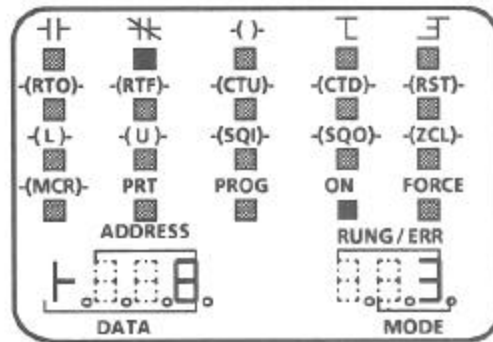 -(RTO)- -(RTF)- -(CTU)- -(CTD)- -(RST)-
-( L )- -( U )- -(SQI)- -(SQO)- -(ZCL)-
-(MCR)- PRT PROG ON FORCE
ADDRESS RUNG/ERR
8 3
DATA MODE